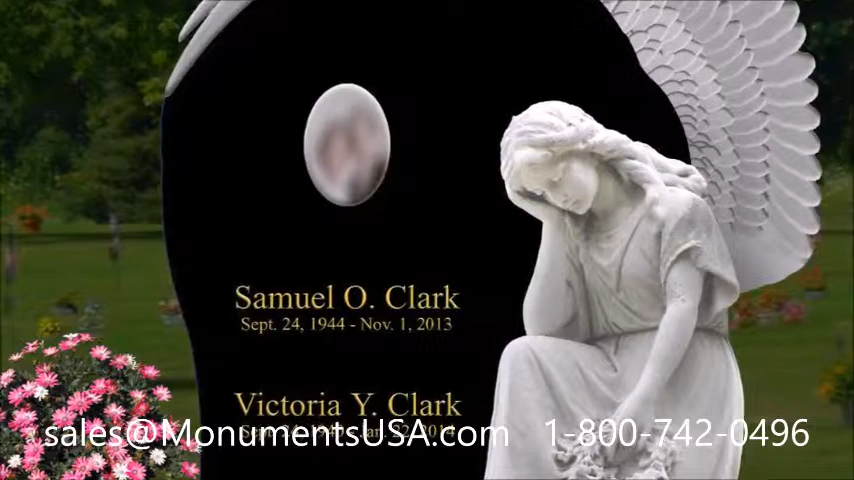 Samuel O. Clark
Sept. 24, 1944 - Nov. 1, 2013
Victoria Y. Clark
sales@MonumentsUSA.com 1-800-742-0496